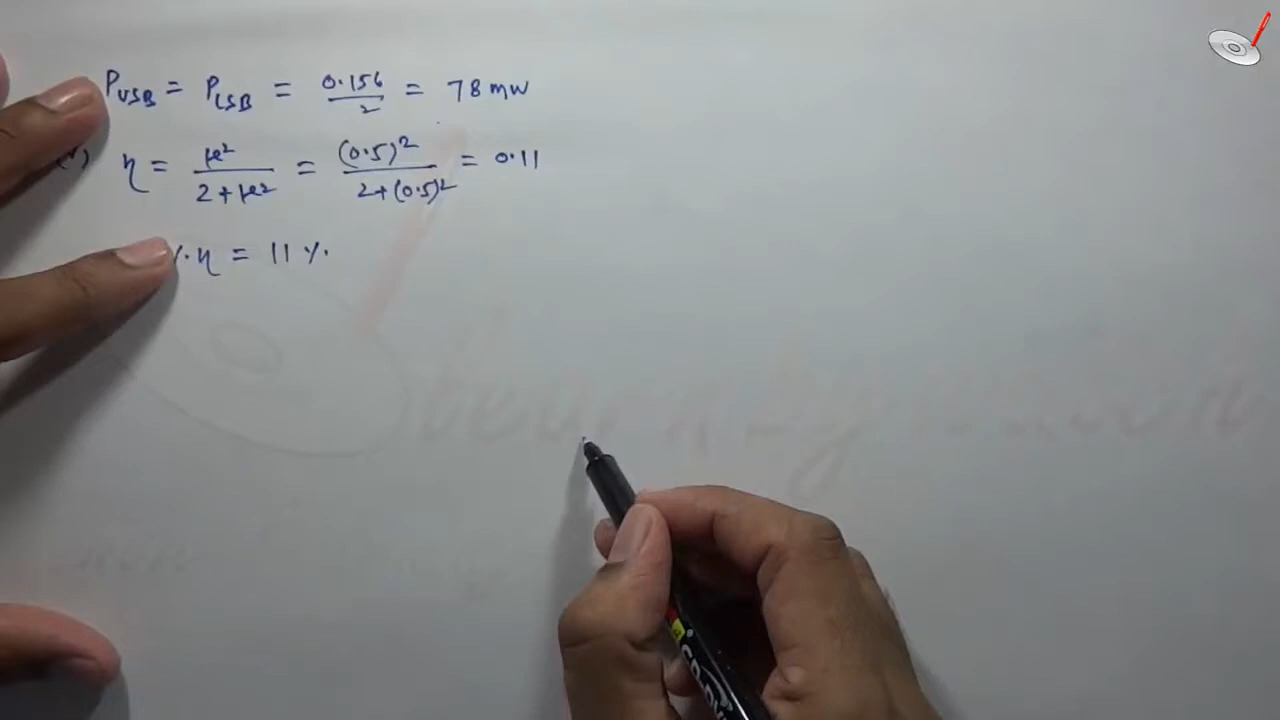 P_USB = P_LSB = 0.156/2 = 78 mW
η = μ²/(2+μ²) = (0.5)²/(2+(0.5)²) = 0.11
%η = 11 %